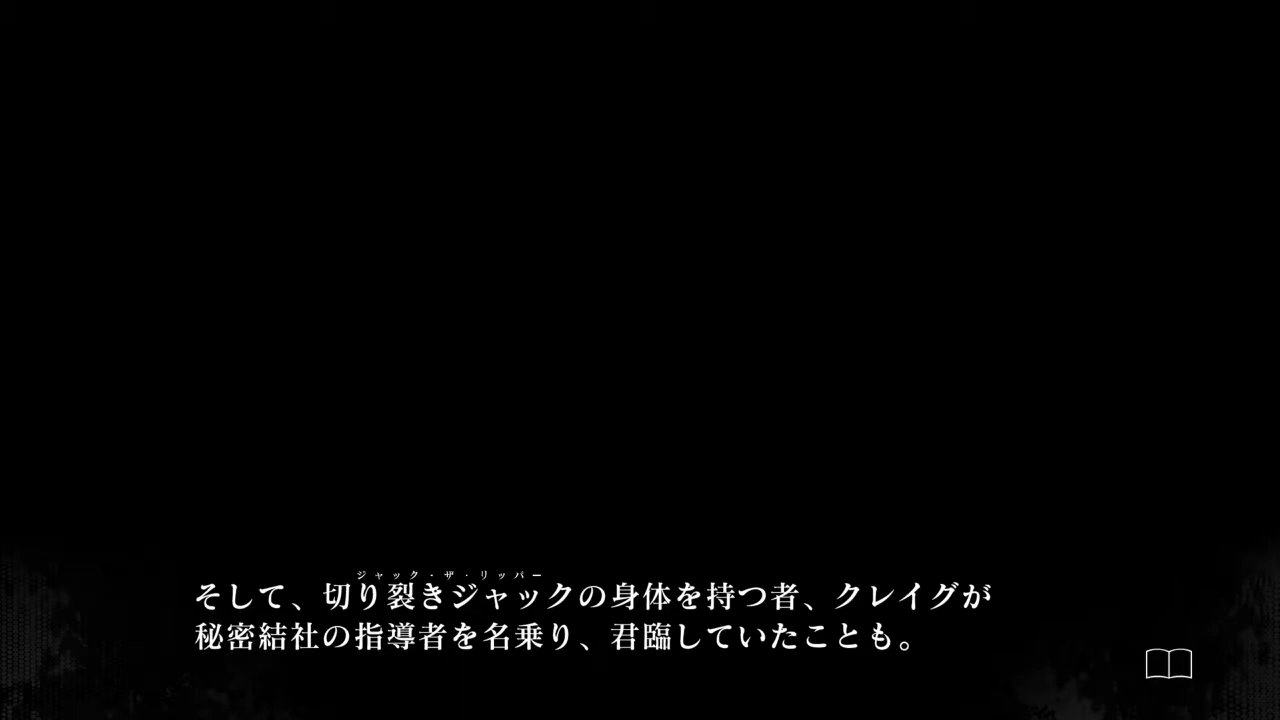 ジャック・ザ・リッパー
そして、切り裂きジャックの身体を持つ者、クレイグが
秘密結社の指導者を名乗り、君臨していたことも。